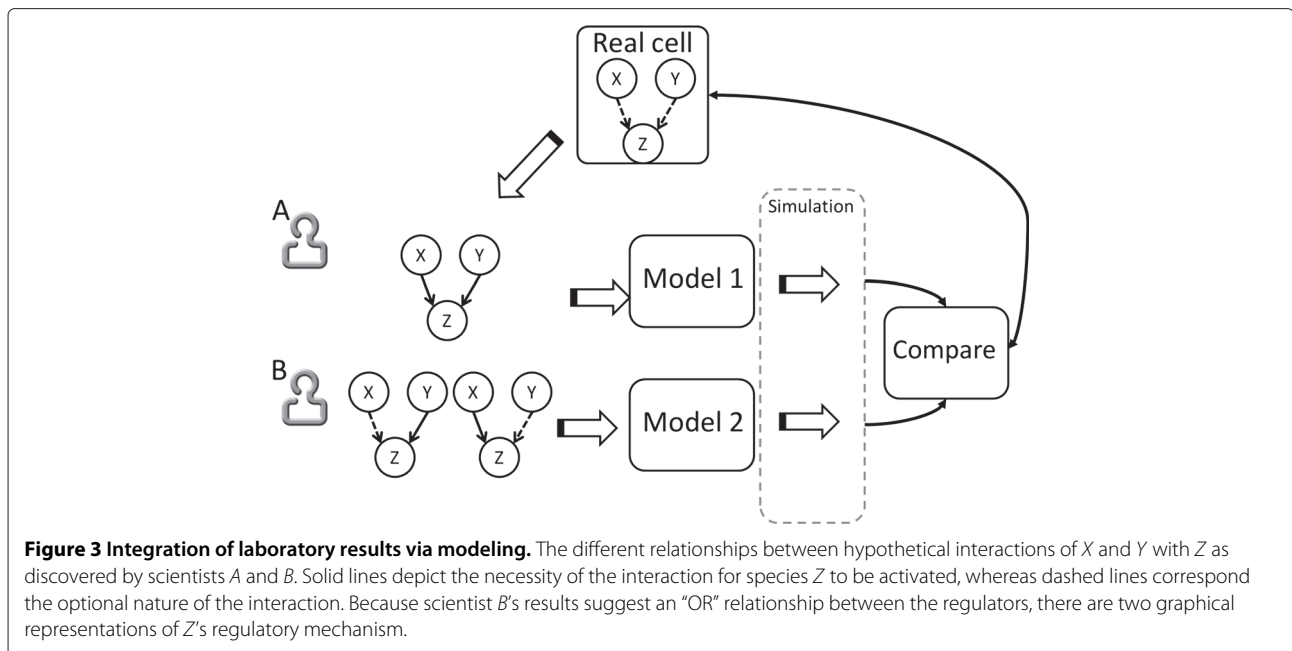 Real cell
X Y
Z
Simulation
A
X Y
Z
Model 1
Compare
B
X Y X Y
Z Z
Model 2
Figure 3 Integration of laboratory results via modeling. The different relationships between hypothetical interactions of X and Y with Z as
discovered by scientists A and B. Solid lines depict the necessity of the interaction for species Z to be activated, whereas dashed lines correspond
the optional nature of the interaction. Because scientist B's results suggest an “OR” relationship between the regulators, there are two graphical
representations of Z's regulatory mechanism.